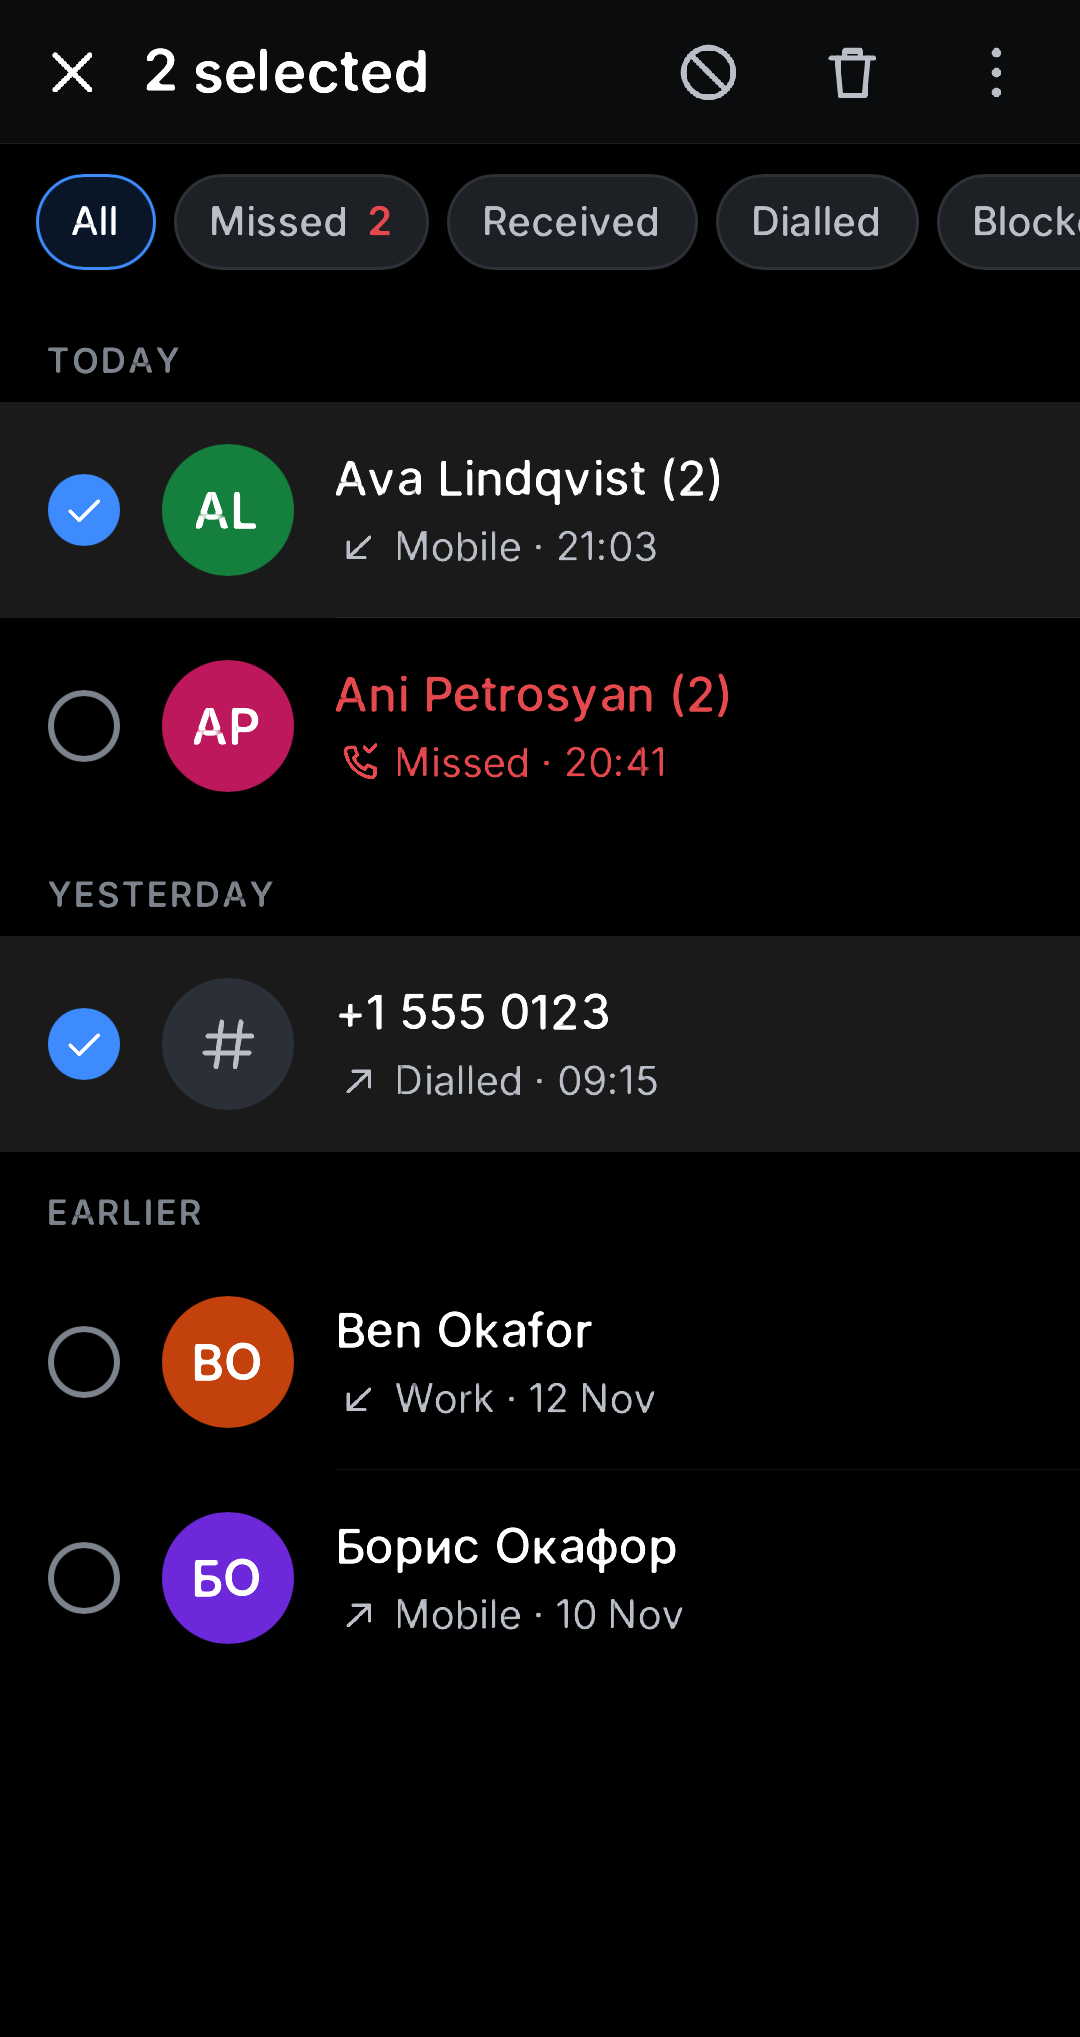 2 selected
All Missed 2 Received Dialled Block
TODAY
AL Ava Lindqvist (2)
Mobile · 21:03
AP Ani Petrosyan (2)
Missed · 20:41
YESTERDAY
# +1 555 0123
Dialled · 09:15
EARLIER
BO Ben Okafor
Work · 12 Nov
БО Борис Окафор
Mobile · 10 Nov